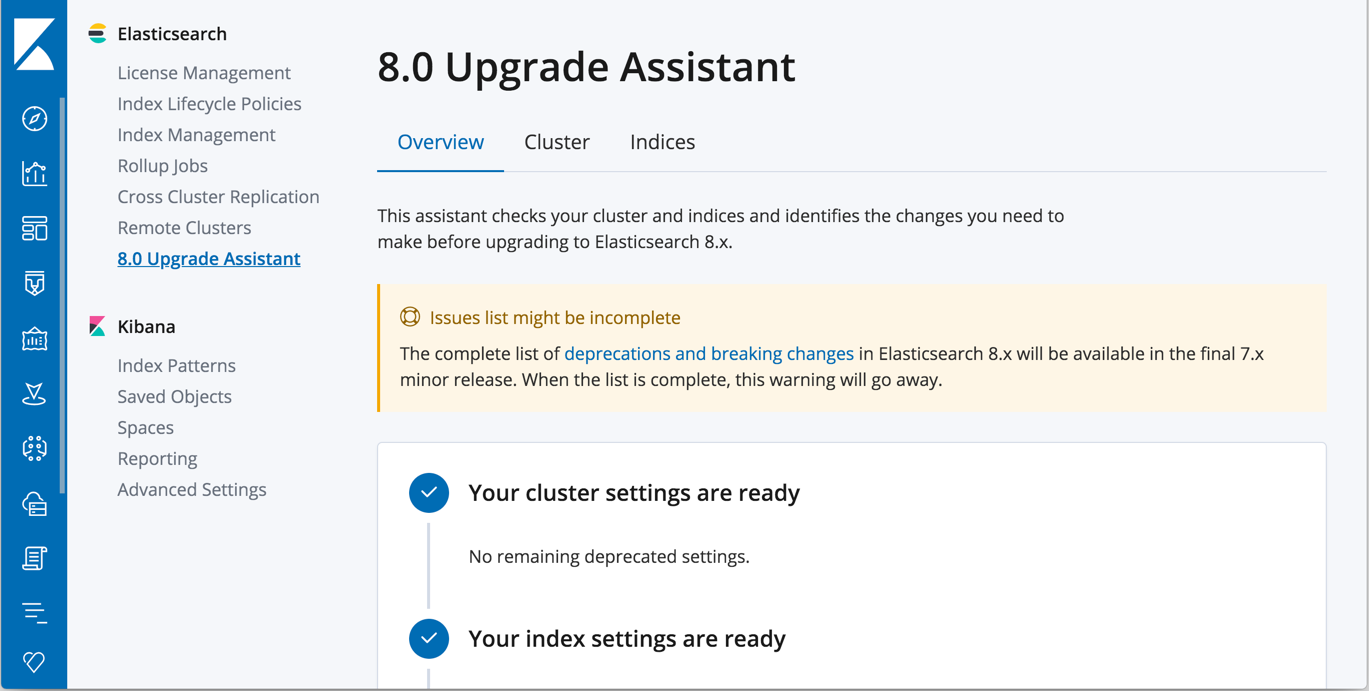 Elasticsearch
License Management
Index Lifecycle Policies
Index Management
Rollup Jobs
Cross Cluster Replication
Remote Clusters
8.0 Upgrade Assistant
Kibana
Index Patterns
Saved Objects
Spaces
Reporting
Advanced Settings
8.0 Upgrade Assistant
Overview Cluster Indices
This assistant checks your cluster and indices and identifies the changes you need to
make before upgrading to Elasticsearch 8.x.
Issues list might be incomplete
The complete list of deprecations and breaking changes in Elasticsearch 8.x will be available in the final 7.x
minor release. When the list is complete, this warning will go away.
Your cluster settings are ready
No remaining deprecated settings.
Your index settings are ready